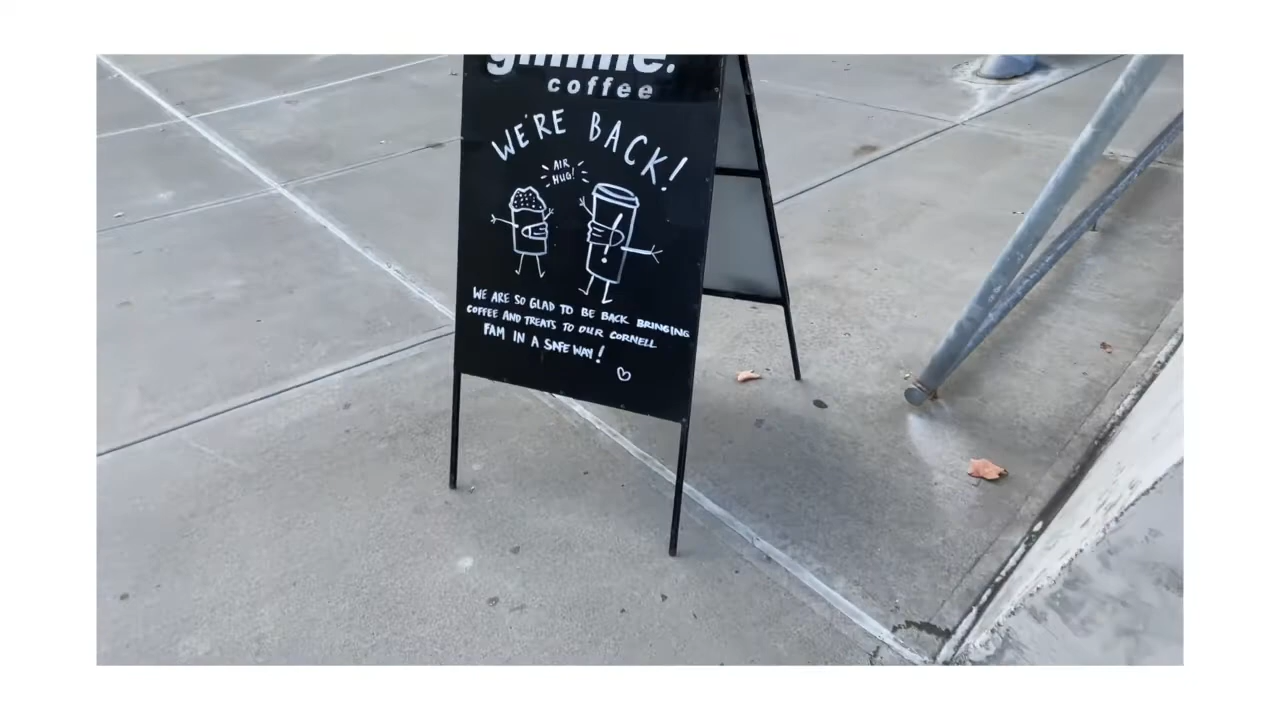 gimme.
coffee
WE'RE BACK!
AIR
HUG!
WE ARE SO GLAD TO BE BACK BRINGING
COFFEE AND TREATS TO OUR CORNELL
FAM IN A SAFE WAY!